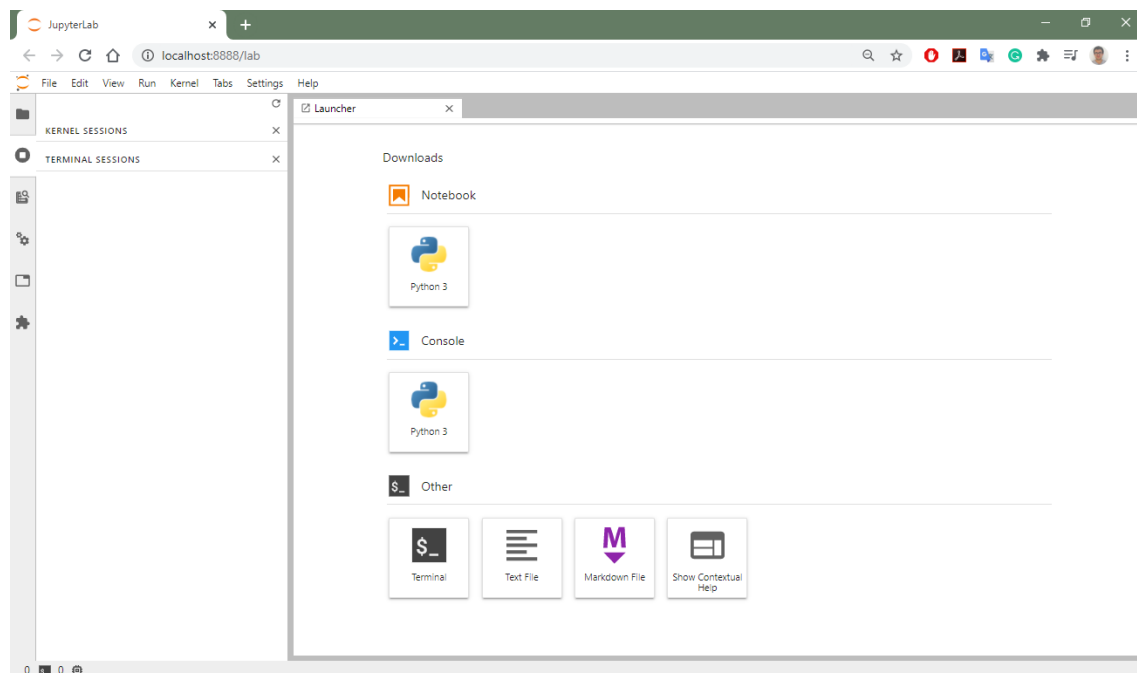 JupyterLab
localhost:8888/lab
File Edit View Run Kernel Tabs Settings Help
KERNEL SESSIONS
TERMINAL SESSIONS
Launcher
Downloads
Notebook
Python 3
Console
Python 3
$_ Other
$_
Terminal
Text File
M
Markdown File
Show Contextual
Help
0 $_ 0